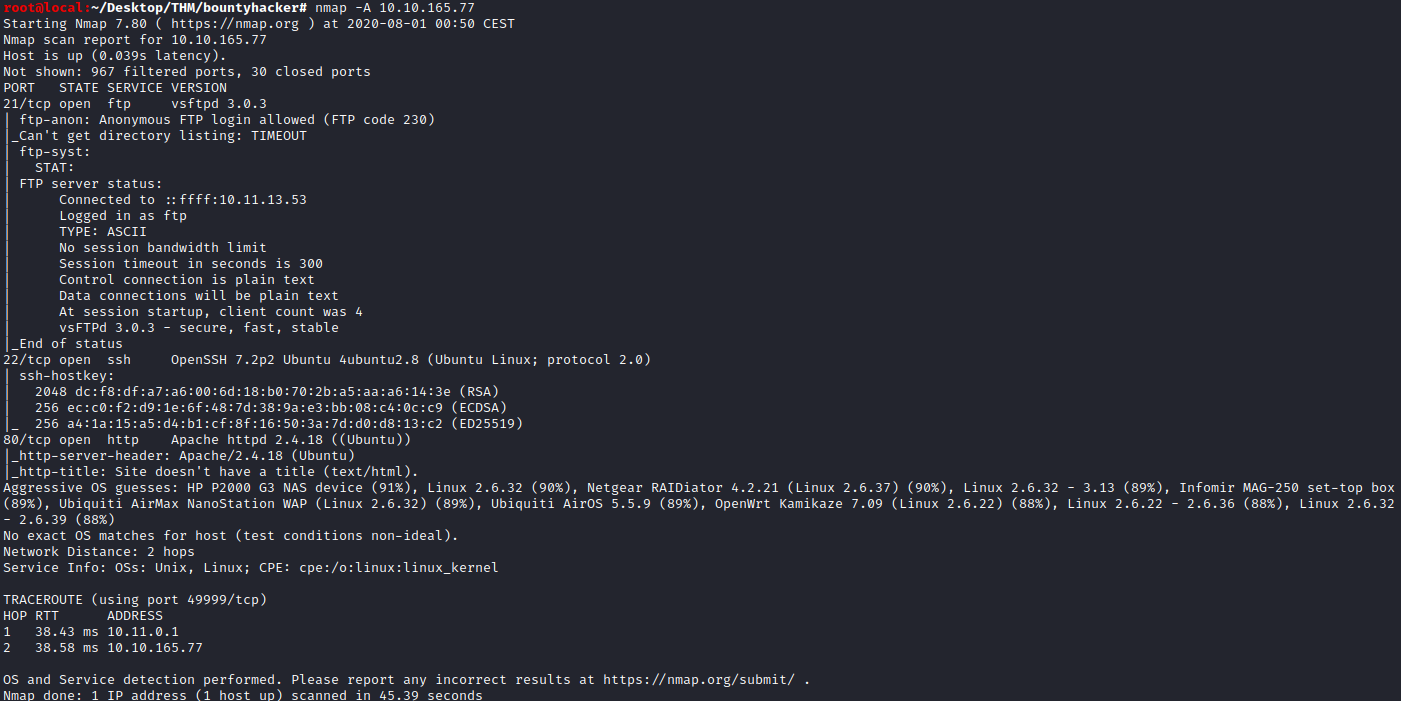 root@local:~/Desktop/THM/bountyhacker# nmap -A 10.10.165.77
Starting Nmap 7.80 ( https://nmap.org ) at 2020-08-01 00:50 CEST
Nmap scan report for 10.10.165.77
Host is up (0.039s latency).
Not shown: 967 filtered ports, 30 closed ports
PORT   STATE SERVICE VERSION
21/tcp open  ftp     vsftpd 3.0.3
| ftp-anon: Anonymous FTP login allowed (FTP code 230)
|_Can't get directory listing: TIMEOUT
| ftp-syst:
|   STAT:
| FTP server status:
|      Connected to ::ffff:10.11.13.53
|      Logged in as ftp
|      TYPE: ASCII
|      No session bandwidth limit
|      Session timeout in seconds is 300
|      Control connection is plain text
|      Data connections will be plain text
|      At session startup, client count was 4
|      vsFTPd 3.0.3 - secure, fast, stable
|_End of status
22/tcp open  ssh     OpenSSH 7.2p2 Ubuntu 4ubuntu2.8 (Ubuntu Linux; protocol 2.0)
| ssh-hostkey:
|   2048 dc:f8:df:a7:a6:00:6d:18:b0:70:2b:a5:aa:a6:14:3e (RSA)
|   256 ec:c0:f2:d9:1e:6f:48:7d:38:9a:e3:bb:08:c4:0c:c9 (ECDSA)
|_  256 a4:1a:15:a5:d4:b1:cf:8f:16:50:3a:7d:d0:d8:13:c2 (ED25519)
80/tcp open  http    Apache httpd 2.4.18 ((Ubuntu))
|_http-server-header: Apache/2.4.18 (Ubuntu)
|_http-title: Site doesn't have a title (text/html).
Aggressive OS guesses: HP P2000 G3 NAS device (91%), Linux 2.6.32 (90%), Netgear RAIDiator 4.2.21 (Linux 2.6.37) (90%), Linux 2.6.32 - 3.13 (89%), Infomir MAG-250 set-top box
(89%), Ubiquiti AirMax NanoStation WAP (Linux 2.6.32) (89%), Ubiquiti AirOS 5.5.9 (89%), OpenWrt Kamikaze 7.09 (Linux 2.6.22) (88%), Linux 2.6.22 - 2.6.36 (88%), Linux 2.6.32
- 2.6.39 (88%)
No exact OS matches for host (test conditions non-ideal).
Network Distance: 2 hops
Service Info: OSs: Unix, Linux; CPE: cpe:/o:linux:linux_kernel

TRACEROUTE (using port 49999/tcp)
HOP RTT      ADDRESS
1   38.43 ms 10.11.0.1
2   38.58 ms 10.10.165.77

OS and Service detection performed. Please report any incorrect results at https://nmap.org/submit/ .
Nmap done: 1 IP address (1 host up) scanned in 45.39 seconds